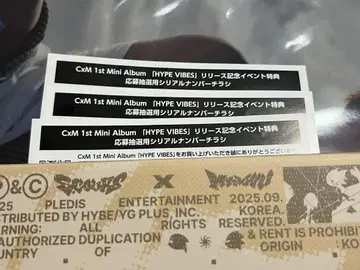 CxM 1st Mini Album 「HYPE VIBES」リリース記念イベント特典
応募抽選用シリアルナンバーチラシ
CxM 1st Mini Album 「HYPE VIBES」リリース記念イベント特典
応募抽選用シリアルナンバーチラシ
CxM 1st Mini Album 「HYPE VIBES」リリース記念イベント特典
応募抽選用シリアルナンバーチラシ
CxM 1st Mini Album「HYPE VIBES」をお買い上げいただき誠にありがとうござい
℗ & © X
25 PLEDIS ENTERTAINMENT 2025.09.
DISTRIBUTED BY HYBE/YG PLUS, INC. KOREA.
WARNING: ALL RIGHTS RESERVED.
AUTHORIZED DUPLICATION & RENT IS PROHIBIT
COUNTRY OF ORIGIN KO